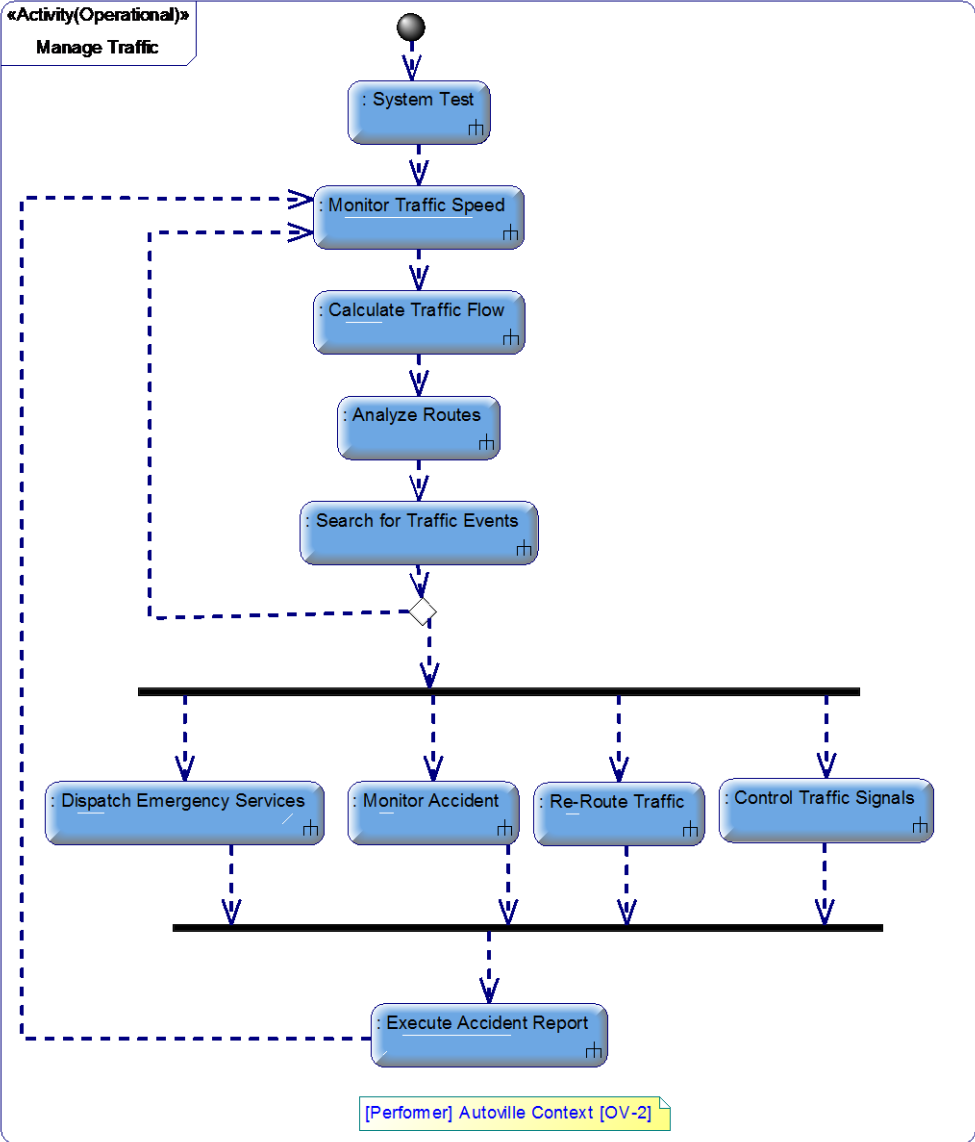 «Activity(Operational)»
Manage Traffic
: System Test
: Monitor Traffic Speed
: Calculate Traffic Flow
: Analyze Routes
: Search for Traffic Events
: Dispatch Emergency Services
: Monitor Accident
: Re-Route Traffic
: Control Traffic Signals
: Execute Accident Report
[Performer] Autoville Context [OV-2]